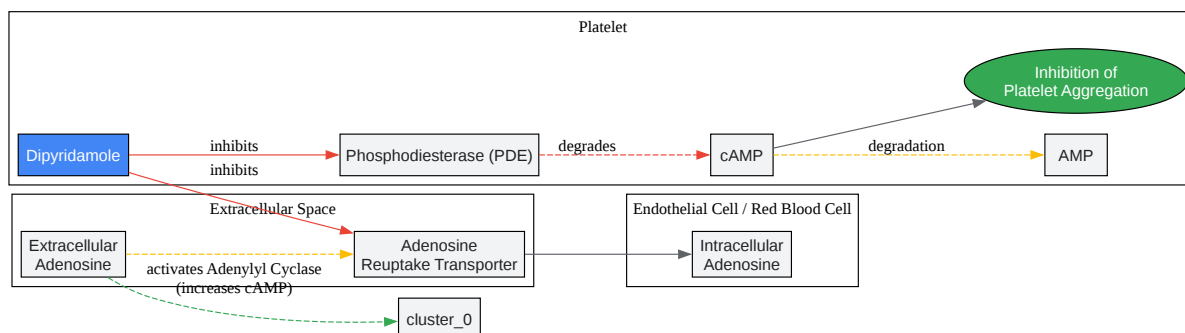 Platelet
Inhibition of
Platelet Aggregation
Dipyridamole
inhibits
Phosphodiesterase (PDE)
degrades
cAMP
degradation
AMP
inhibits
Extracellular Space
Endothelial Cell / Red Blood Cell
Extracellular
Adenosine
Adenosine
Reuptake Transporter
Intracellular
Adenosine
activates Adenylyl Cyclase
(increases cAMP)
cluster_0